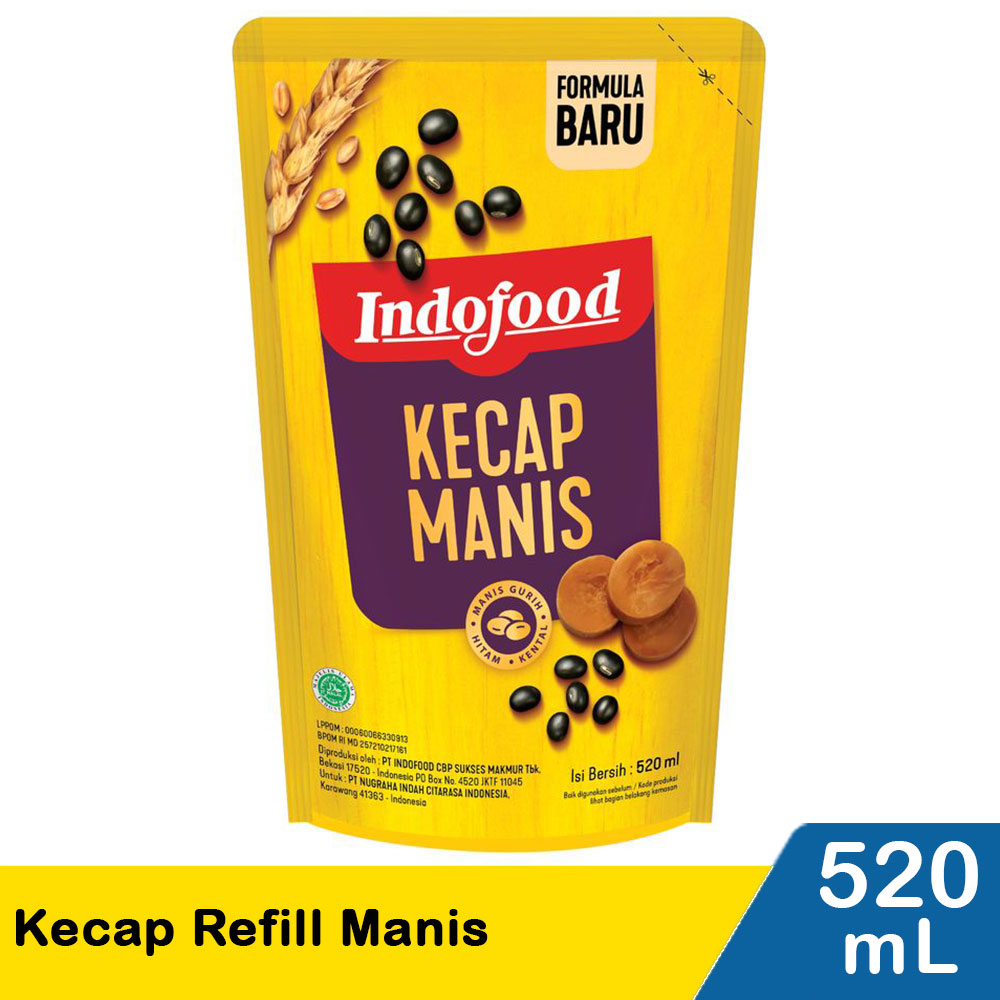 FORMULA
BARU
Indofood
KECAP
MANIS
MANIS GURIH
HITAM • KENTAL
LPPOM : 00060066330913
BPOM RI MD 257210217161
Diproduksi oleh : PT INDOFOOD CBP SUKSES MAKMUR Tbk.
Bekasi 17520 - Indonesia PO Box No. 4520 JKTF 11045
Untuk : PT NUGRAHA INDAH CITARASA INDONESIA,
Karawang 41363 - Indonesia
Isi Bersih : 520 ml
Baik digunakan sebelum / Kode produksi
lihat bagian belakang kemasan
Kecap Refill Manis
520
mL